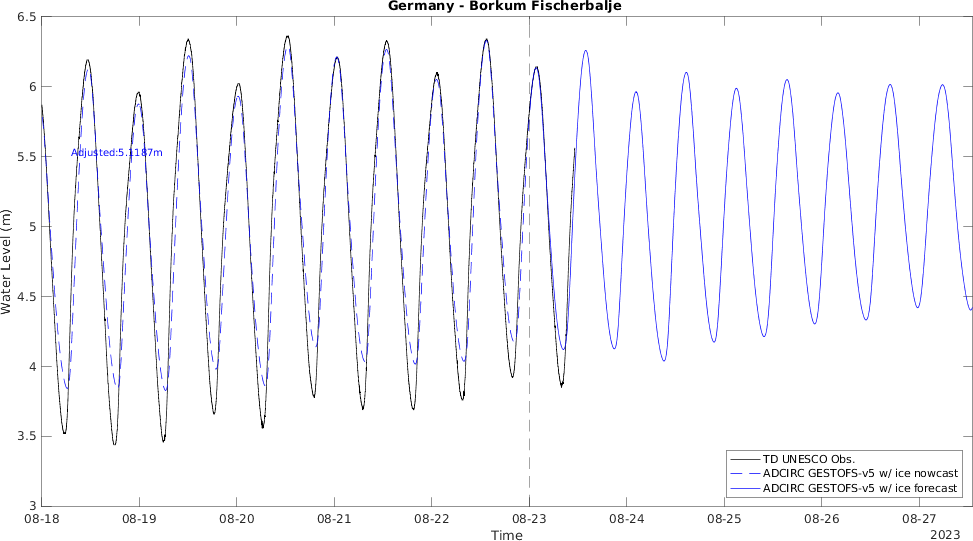 Germany - Borkum Fischerbalje
6.5
6
5.5
5
4.5
4
3.5
3
Water Level (m)
Adjusted:5.1187m
TD UNESCO Obs.
ADCIRC GESTOFS-v5 w/ ice nowcast
ADCIRC GESTOFS-v5 w/ ice forecast
08-18 08-19 08-20 08-21 08-22 08-23 08-24 08-25 08-26 08-27
Time
2023